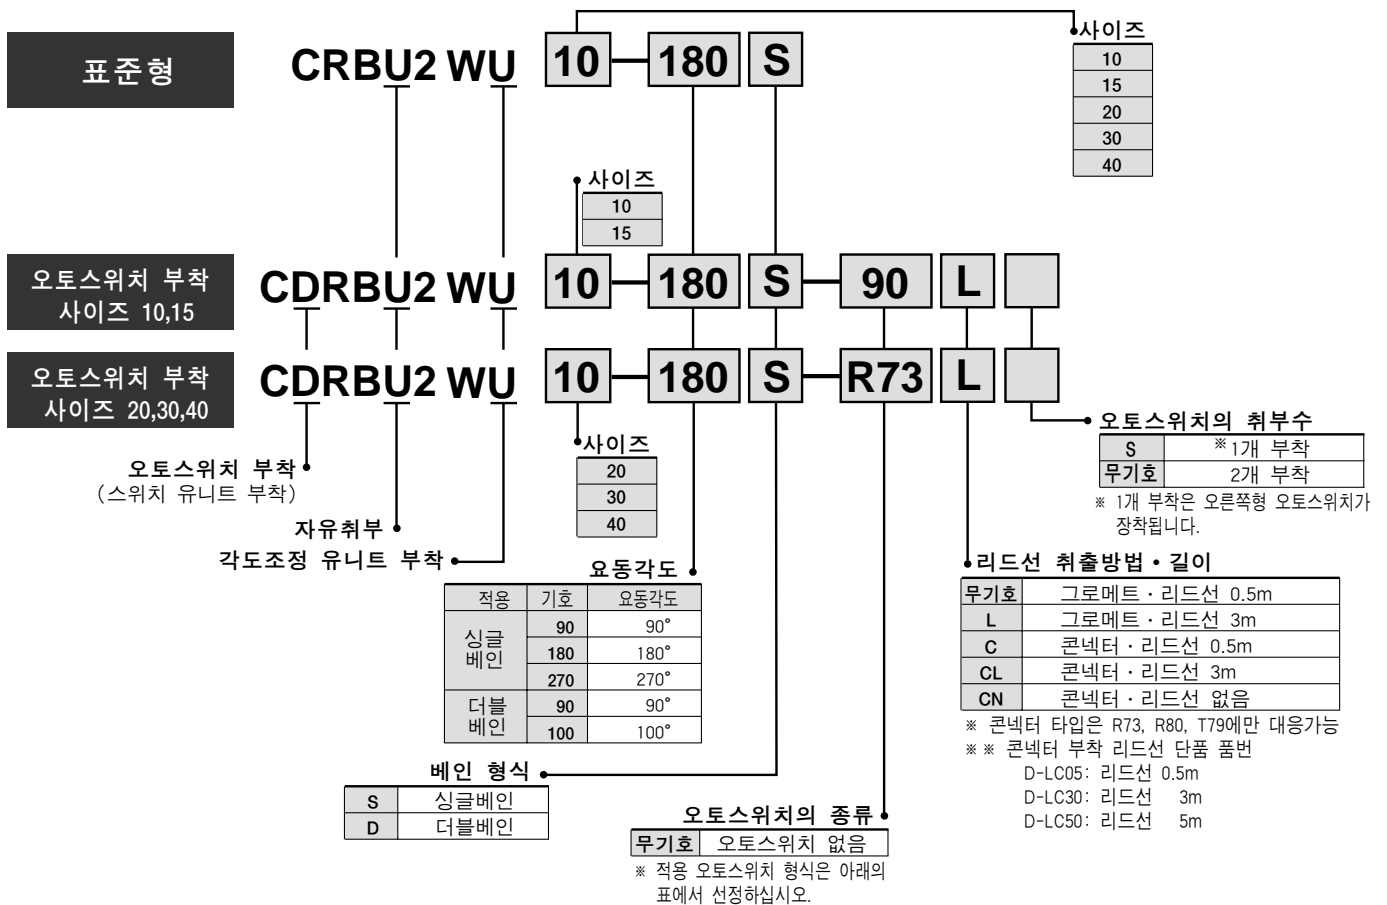 표준형
CRBU2 WU 10 180 S
사이즈
10
15
20
30
40
사이즈
10
15
오토스위치 부착
사이즈 10,15
CDRBU2 WU 10 180 S 90 L
오토스위치 부착
사이즈 20,30,40
CDRBU2 WU 10 180 S R73 L
오토스위치 부착
(스위치 유니트 부착)
자유취부
각도조정 유니트 부착
사이즈
20
30
40
요동각도
적용 기호 요동각도
싱글
베인
90 90°
180 180°
270 270°
더블
베인
90 90°
100 100°
베인 형식
S 싱글베인
D 더블베인
오토스위치의 종류
무기호 오토스위치 없음
※ 적용 오토스위치 형식은 아래의
표에서 선정하십시오.
오토스위치의 취부수
S ※1개 부착
무기호 2개 부착
※ 1개 부착은 오른쪽형 오토스위치가
장착됩니다.
리드선 취출방법・길이
무기호 그로메트・리드선 0.5m
L 그로메트・리드선 3m
C 콘넥터・리드선 0.5m
CL 콘넥터・리드선 3m
CN 콘넥터・리드선 없음
※ 콘넥터 타입은 R73, R80, T79에만 대응가능
※※ 콘넥터 부착 리드선 단품 품번
D-LC05: 리드선 0.5m
D-LC30: 리드선 3m
D-LC50: 리드선 5m